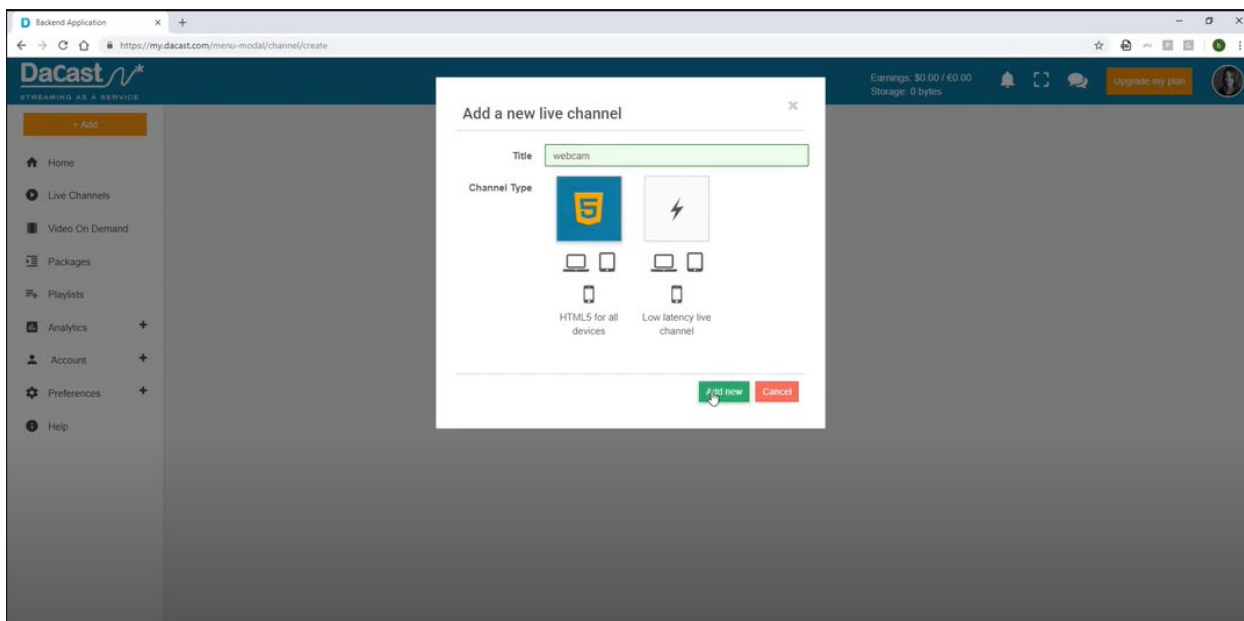 Backend Application
https://my.dacast.com/menu-modal/channel/create
DaCast
STREAMING AS A SERVICE
Earnings: $0.00 / €0.00
Storage: 0 bytes
Upgrade my plan
+ Add
Home
Live Channels
Video On Demand
Packages
Playlists
Analytics
Account
Preferences
Help
Add a new live channel
Title
webcam
Channel Type
HTML5 for all
devices
Low latency live
channel
Add new
Cancel